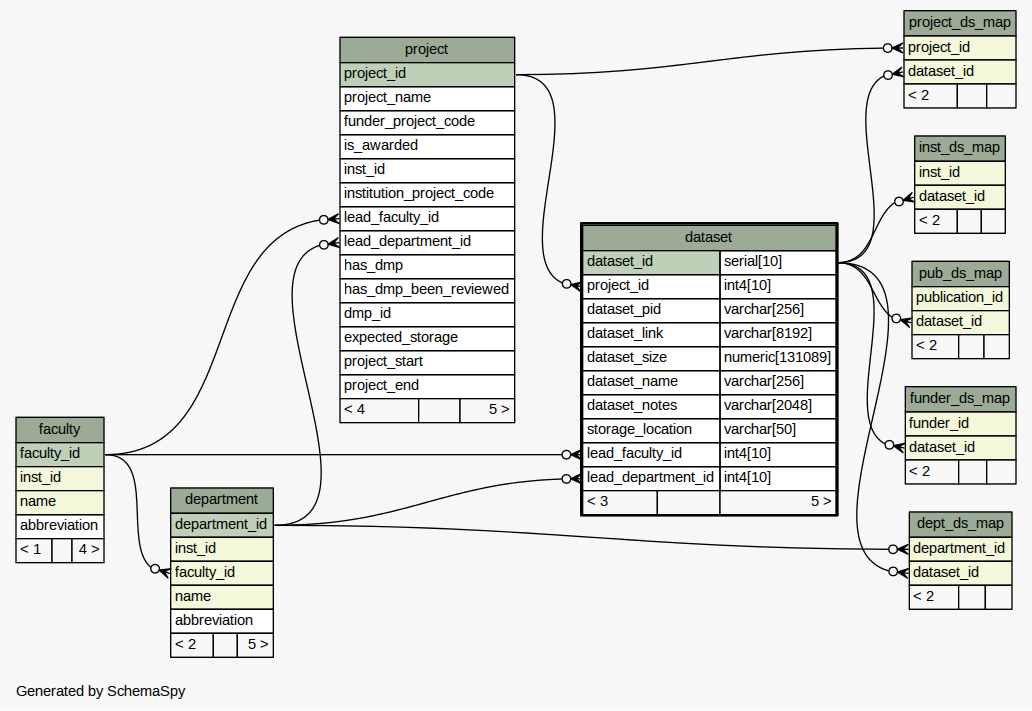 project
project_id
project_name
funder_project_code
is_awarded
inst_id
institution_project_code
lead_faculty_id
lead_department_id
has_dmp
has_dmp_been_reviewed
dmp_id
expected_storage
project_start
project_end
< 4 5 >
faculty
faculty_id
inst_id
name
abbreviation
< 1 4 >
department
department_id
inst_id
faculty_id
name
abbreviation
< 2 5 >
dataset
dataset_id serial[10]
project_id int4[10]
dataset_pid varchar[256]
dataset_link varchar[8192]
dataset_size numeric[131089]
dataset_name varchar[256]
dataset_notes varchar[2048]
storage_location varchar[50]
lead_faculty_id int4[10]
lead_department_id int4[10]
< 3 5 >
project_ds_map
project_id
dataset_id
< 2
inst_ds_map
inst_id
dataset_id
< 2
pub_ds_map
publication_id
dataset_id
< 2
funder_ds_map
funder_id
dataset_id
< 2
dept_ds_map
department_id
dataset_id
< 2
Generated by SchemaSpy